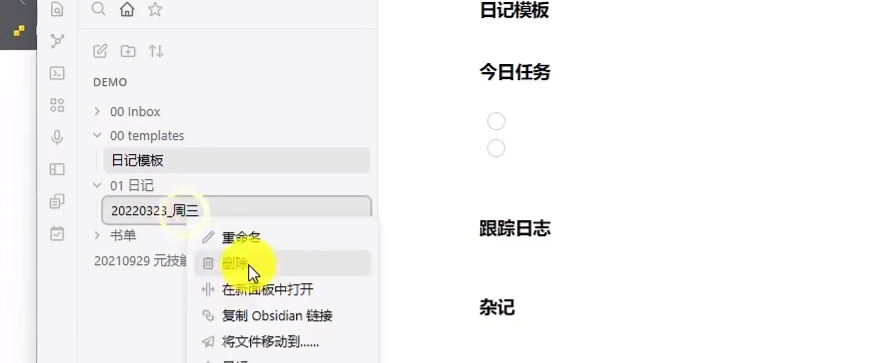 DEMO
00 Inbox
00 templates
日记模板
01 日记
20220323_周三
书单
20210929 元技能
重命名
删除
在新面板中打开
复制 Obsidian 链接
将文件移动到......
日记模板
今日任务
跟踪日志
杂记